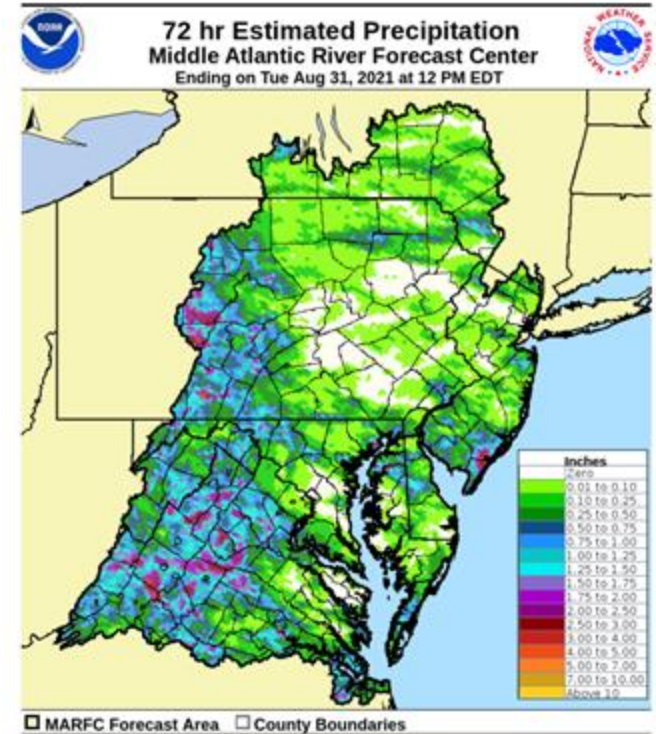 NOAA
72 hr Estimated Precipitation
Middle Atlantic River Forecast Center
Ending on Tue Aug 31, 2021 at 12 PM EDT
NATIONAL WEATHER SERVICE
Inches
Zero
0.01 to 0.10
0.10 to 0.25
0.25 to 0.50
0.50 to 0.75
0.75 to 1.00
1.00 to 1.25
1.25 to 1.50
1.50 to 1.75
1.75 to 2.00
2.00 to 2.50
2.50 to 3.00
3.00 to 4.00
4.00 to 5.00
5.00 to 7.00
7.00 to 10.00
Above 10
MARFC Forecast Area County Boundaries